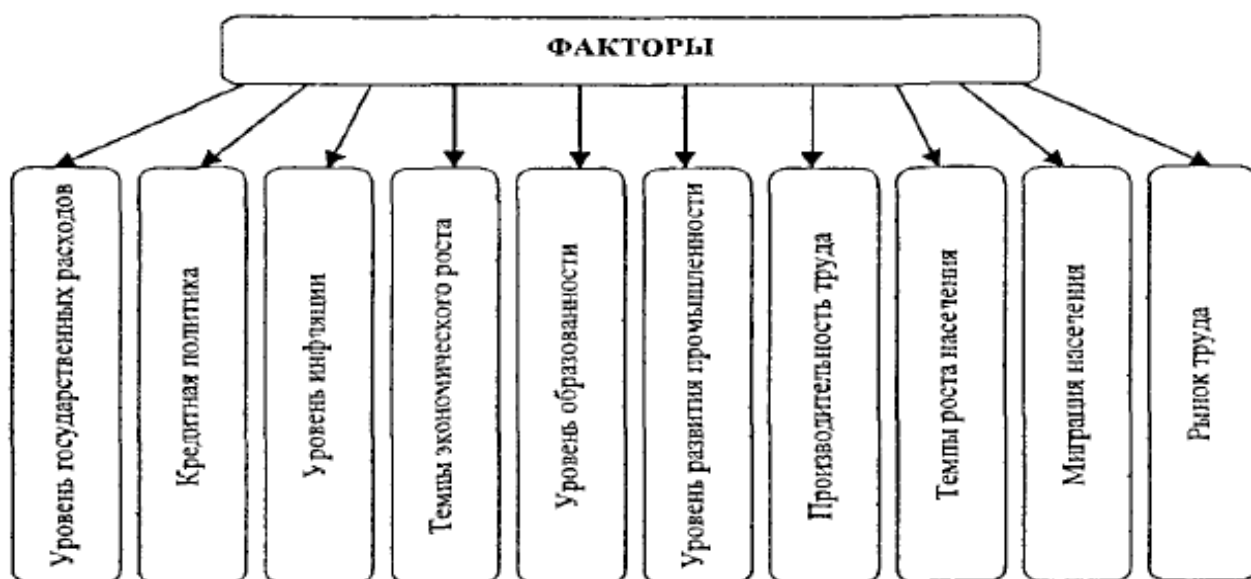 ФАКТОРЫ
Уровень государственных расходов
Кредитная политика
Уровень инфляции
Темпы экономического роста
Уровень образованности
Уровень развития промышленности
Производительность труда
Темпы роста населения
Миграция населения
Рынок труда